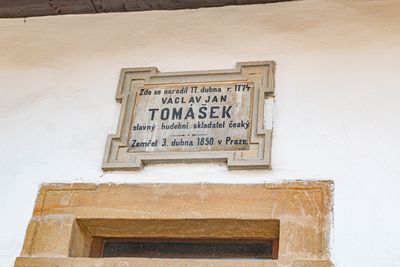 Zde se narodil 17. dubna r. 1774
VÁCLAV JAN
TOMÁŠEK
slavný hudební skladatel český.
Zemřel 3. dubna 1850 v Praze.